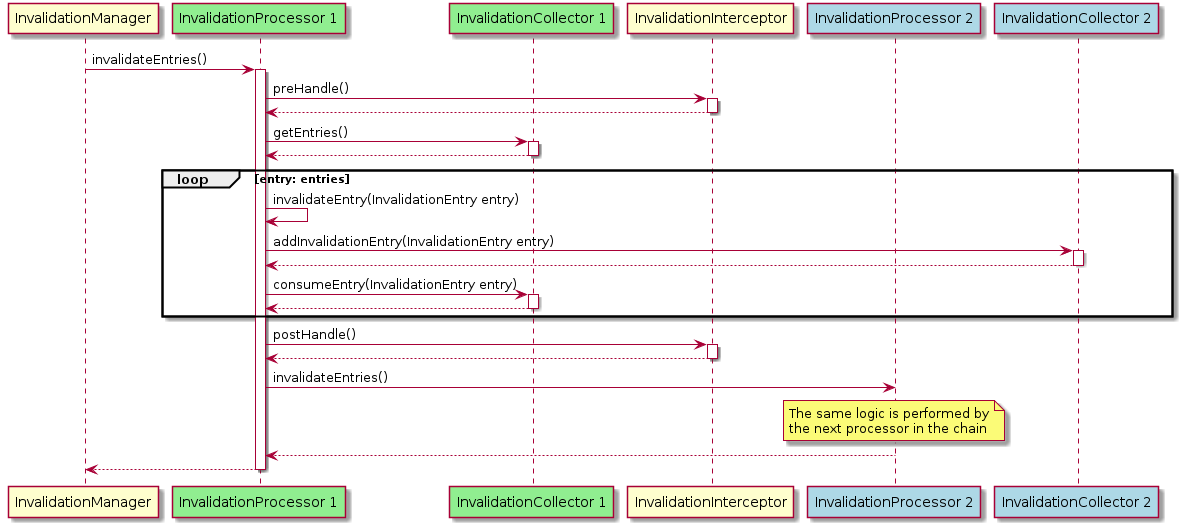 InvalidationManager
InvalidationProcessor 1
InvalidationCollector 1
InvalidationInterceptor
InvalidationProcessor 2
InvalidationCollector 2
invalidateEntries()
preHandle()
getEntries()
loop
[entry: entries]
invalidateEntry(InvalidationEntry entry)
addInvalidationEntry(InvalidationEntry entry)
consumeEntry(InvalidationEntry entry)
postHandle()
invalidateEntries()
The same logic is performed by
the next processor in the chain
InvalidationManager
InvalidationProcessor 1
InvalidationCollector 1
InvalidationInterceptor
InvalidationProcessor 2
InvalidationCollector 2